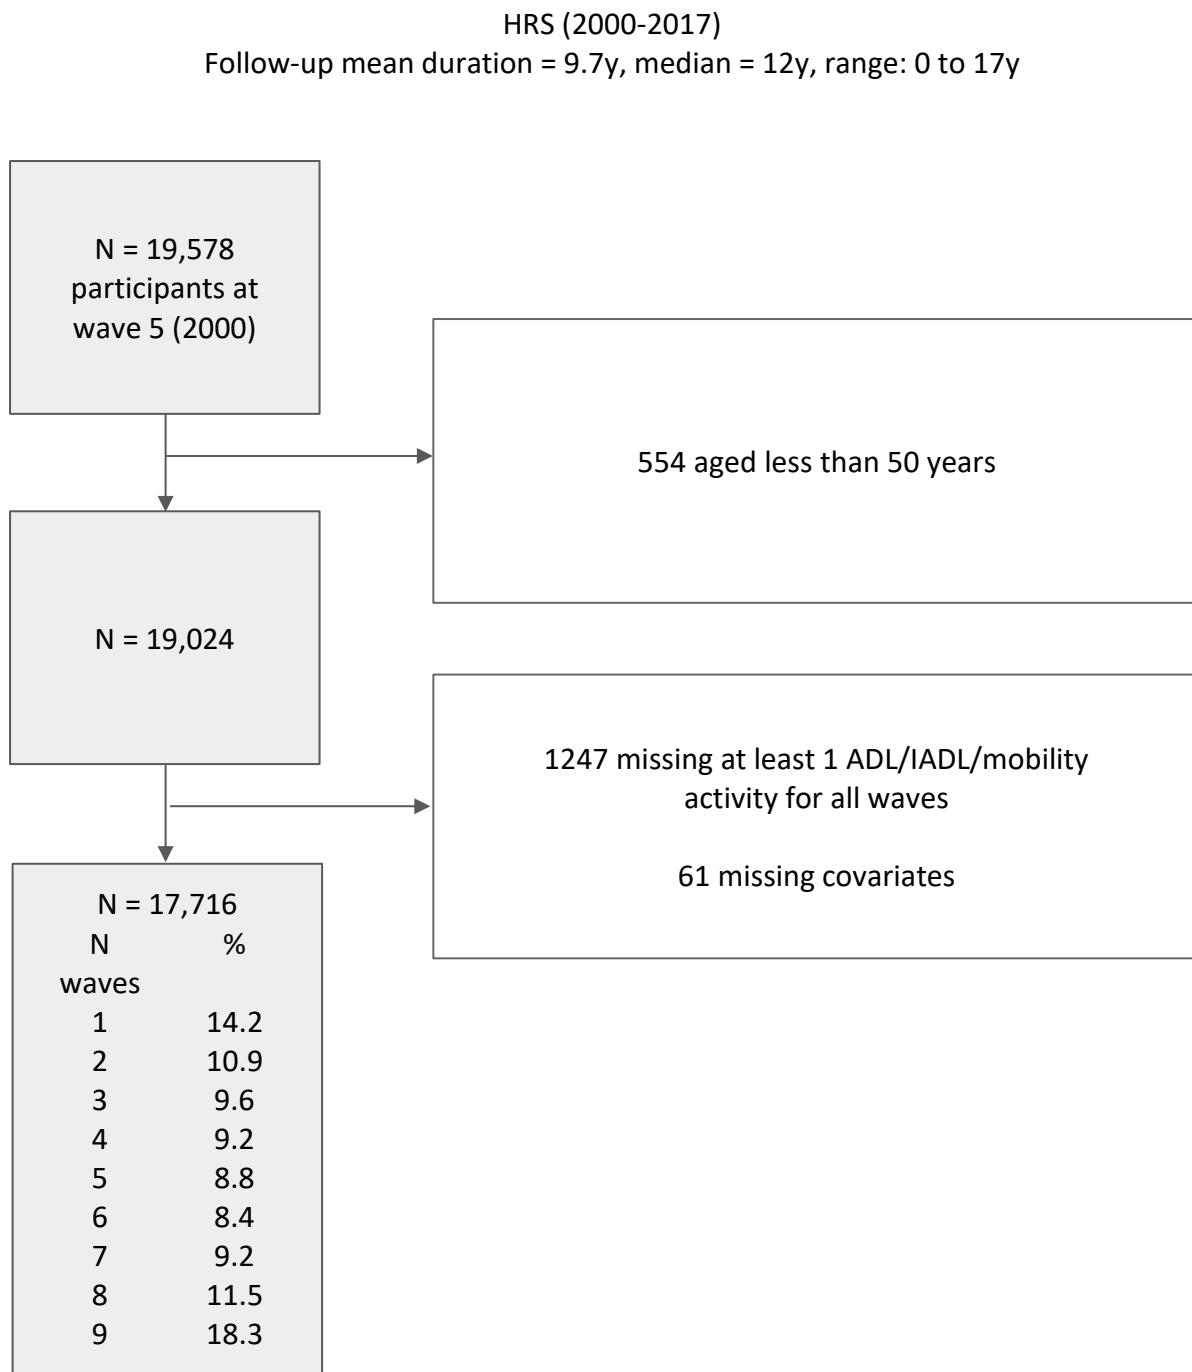 HRS (2000-2017)
Follow-up mean duration = 9.7y, median = 12y, range: 0 to 17y
N = 19,578
participants at
wave 5 (2000)
554 aged less than 50 years
N = 19,024
1247 missing at least 1 ADL/IADL/mobility
activity for all waves
61 missing covariates
N = 17,716
N %
waves
1 14.2
2 10.9
3 9.6
4 9.2
5 8.8
6 8.4
7 9.2
8 11.5
9 18.3